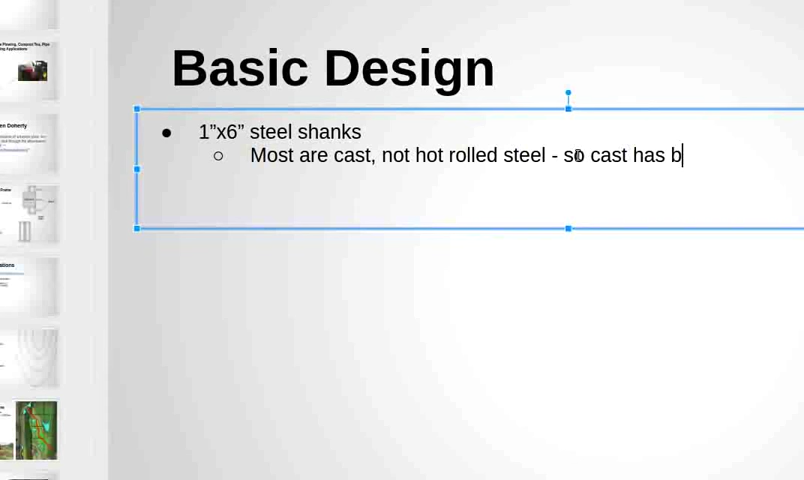 Basic Design
● 1”x6” steel shanks
○ Most are cast, not hot rolled steel - so cast has b